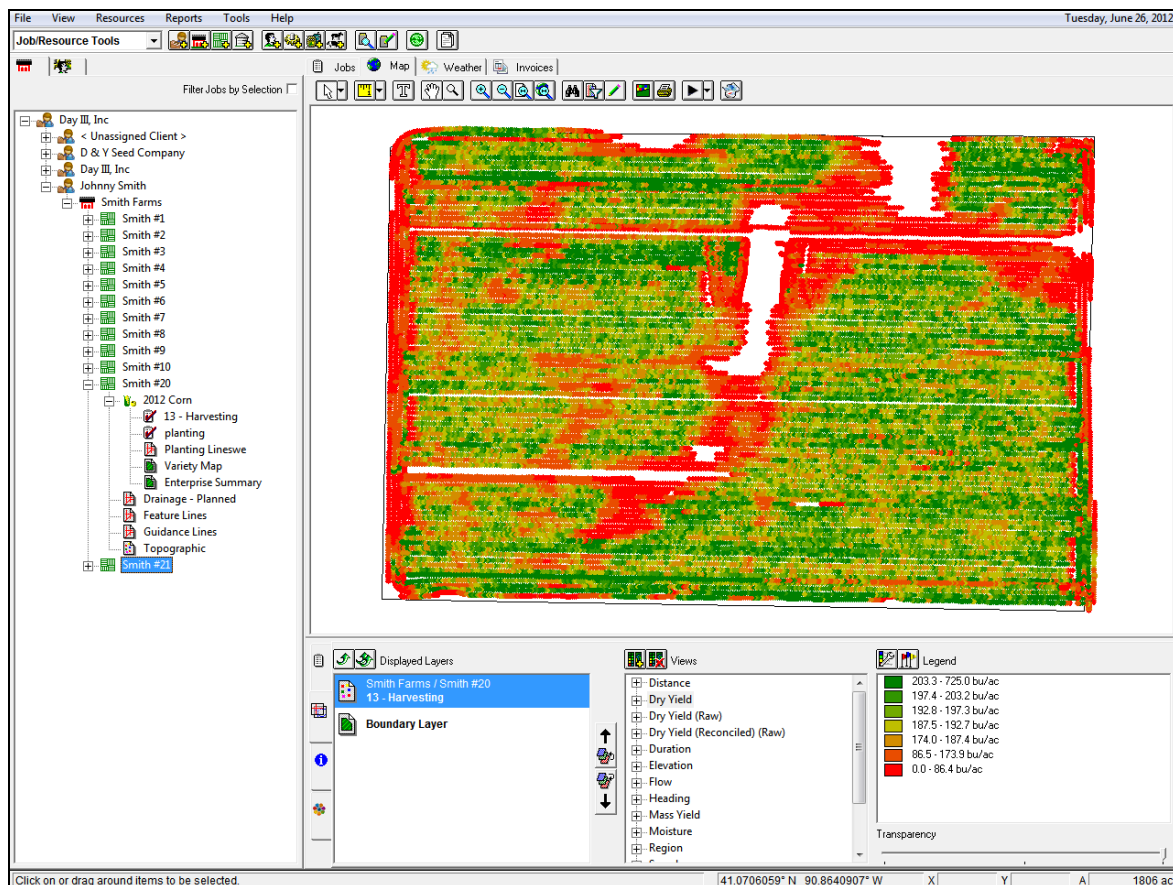 File View Resources Reports Tools Help Tuesday, June 26, 2012
Job/Resource Tools
Jobs Map Weather Invoices
Filter Jobs by Selection
T
Day III, Inc
< Unassigned Client >
D & Y Seed Company
Day III, Inc
Johnny Smith
Smith Farms
Smith #1
Smith #2
Smith #3
Smith #4
Smith #5
Smith #6
Smith #7
Smith #8
Smith #9
Smith #10
Smith #20
2012 Corn
13 - Harvesting
planting
Planting Lineswe
Variety Map
Enterprise Summary
Drainage - Planned
Feature Lines
Guidance Lines
Topographic
Smith #21
Displayed Layers
Smith Farms / Smith #20
13 - Harvesting
Boundary Layer
Views
Distance
Dry Yield
Dry Yield (Raw)
Dry Yield (Reconciled) (Raw)
Duration
Elevation
Flow
Heading
Mass Yield
Moisture
Region
Legend
203.3 - 725.0 bu/ac
197.4 - 203.2 bu/ac
192.8 - 197.3 bu/ac
187.5 - 192.7 bu/ac
174.0 - 187.4 bu/ac
86.5 - 173.9 bu/ac
0.0 - 86.4 bu/ac
Transparency
Click on or drag around items to be selected. 41.0706059° N 90.8640907° W X Y A 1806 ac